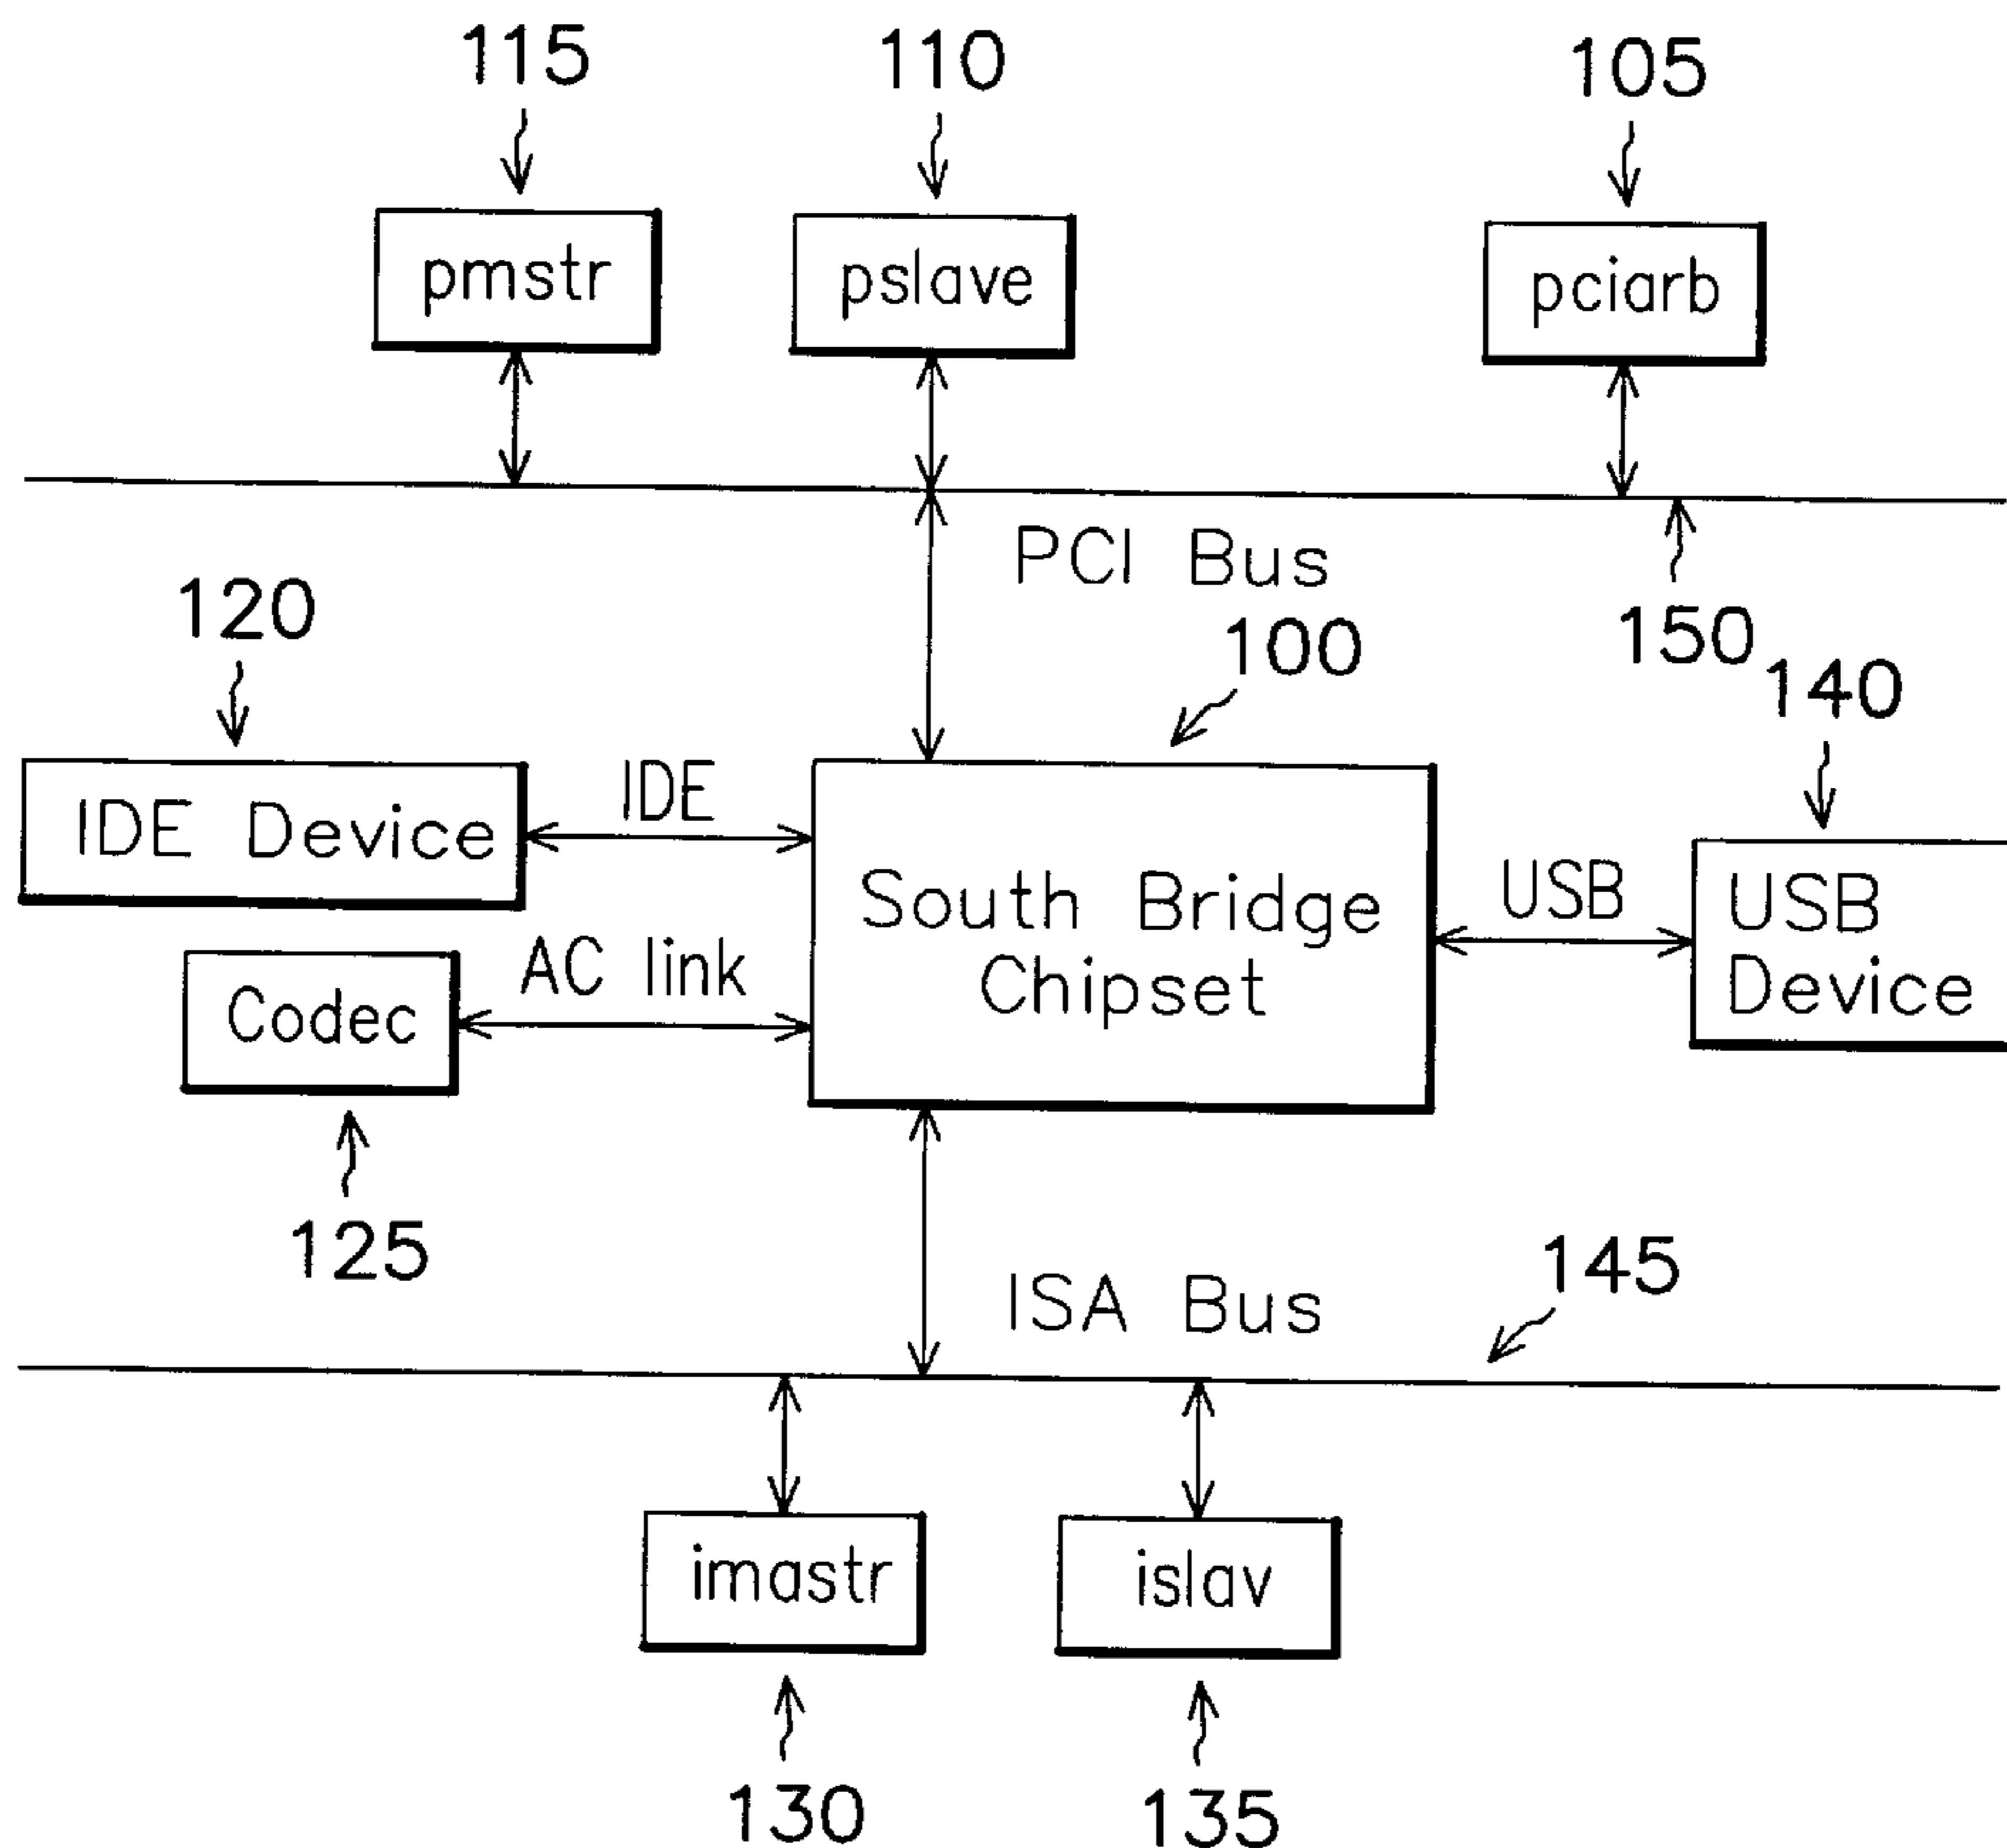 115
110
105
pmstr
pslave
pciarb
PCI Bus
120
100
150
140
IDE Device
IDE
South Bridge
Chipset
USB
USB
Device
Codec
AC link
125
ISA Bus
145
imastr
islav
130
135